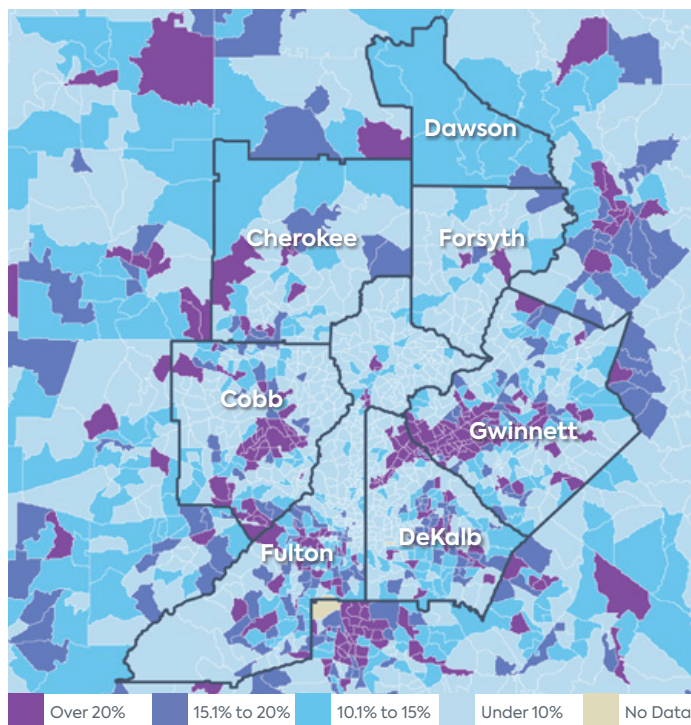 Dawson
Cherokee
Forsyth
Cobb
Gwinnett
DeKalb
Fulton
Over 20%
15.1% to 20%
10.1% to 15%
Under 10%
No Data